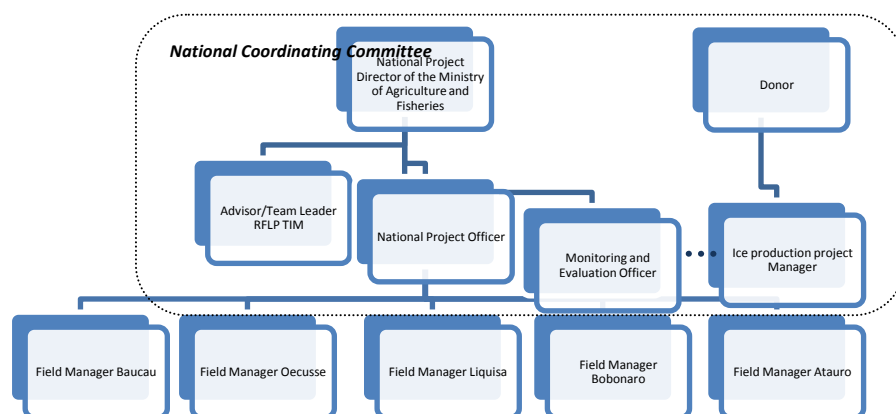 National Coordinating Committee
National Project
Director of the Ministry
of Agriculture and
Fisheries
Donor
Advisor/Team Leader
RFLP TIM
National Project Officer
Monitoring and
Evaluation Officer
Ice production project
Manager
Field Manager Baucau
Field Manager Oecusse
Field Manager Liquisa
Field Manager
Bobonaro
Field Manager Atauro